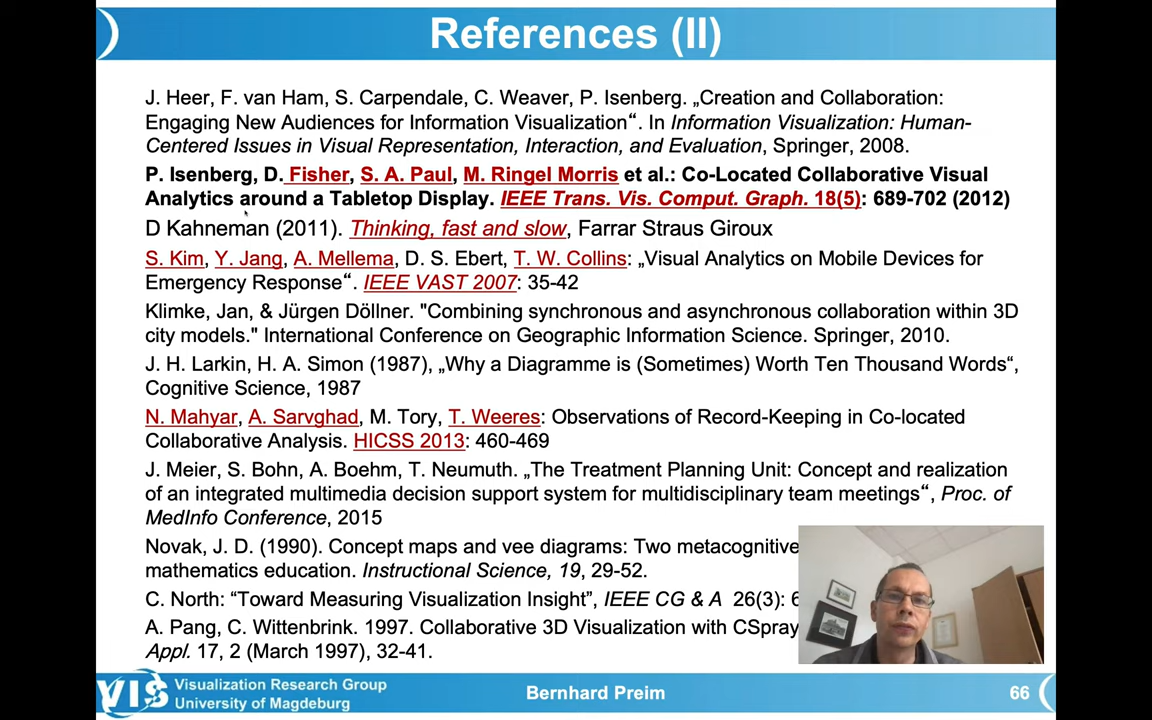 References (II)
J. Heer, F. van Ham, S. Carpendale, C. Weaver, P. Isenberg. „Creation and Collaboration:
Engaging New Audiences for Information Visualization“. In Information Visualization: Human-
Centered Issues in Visual Representation, Interaction, and Evaluation, Springer, 2008.
P. Isenberg, D. Fisher, S. A. Paul, M. Ringel Morris et al.: Co-Located Collaborative Visual
Analytics around a Tabletop Display. IEEE Trans. Vis. Comput. Graph. 18(5): 689-702 (2012)
D Kahneman (2011). Thinking, fast and slow, Farrar Straus Giroux
S. Kim, Y. Jang, A. Mellema, D. S. Ebert, T. W. Collins: „Visual Analytics on Mobile Devices for
Emergency Response“. IEEE VAST 2007: 35-42
Klimke, Jan, & Jürgen Döllner. "Combining synchronous and asynchronous collaboration within 3D
city models." International Conference on Geographic Information Science. Springer, 2010.
J. H. Larkin, H. A. Simon (1987), „Why a Diagramme is (Sometimes) Worth Ten Thousand Words“,
Cognitive Science, 1987
N. Mahyar, A. Sarvghad, M. Tory, T. Weeres: Observations of Record-Keeping in Co-located
Collaborative Analysis. HICSS 2013: 460-469
J. Meier, S. Bohn, A. Boehm, T. Neumuth. „The Treatment Planning Unit: Concept and realization
of an integrated multimedia decision support system for multidisciplinary team meetings“, Proc. of
MedInfo Conference, 2015
Novak, J. D. (1990). Concept maps and vee diagrams: Two metacognitive
mathematics education. Instructional Science, 19, 29-52.
C. North: “Toward Measuring Visualization Insight”, IEEE CG & A 26(3):
A. Pang, C. Wittenbrink. 1997. Collaborative 3D Visualization with CSpray
Appl. 17, 2 (March 1997), 32-41.
VIS Visualization Research Group
University of Magdeburg
Bernhard Preim
66